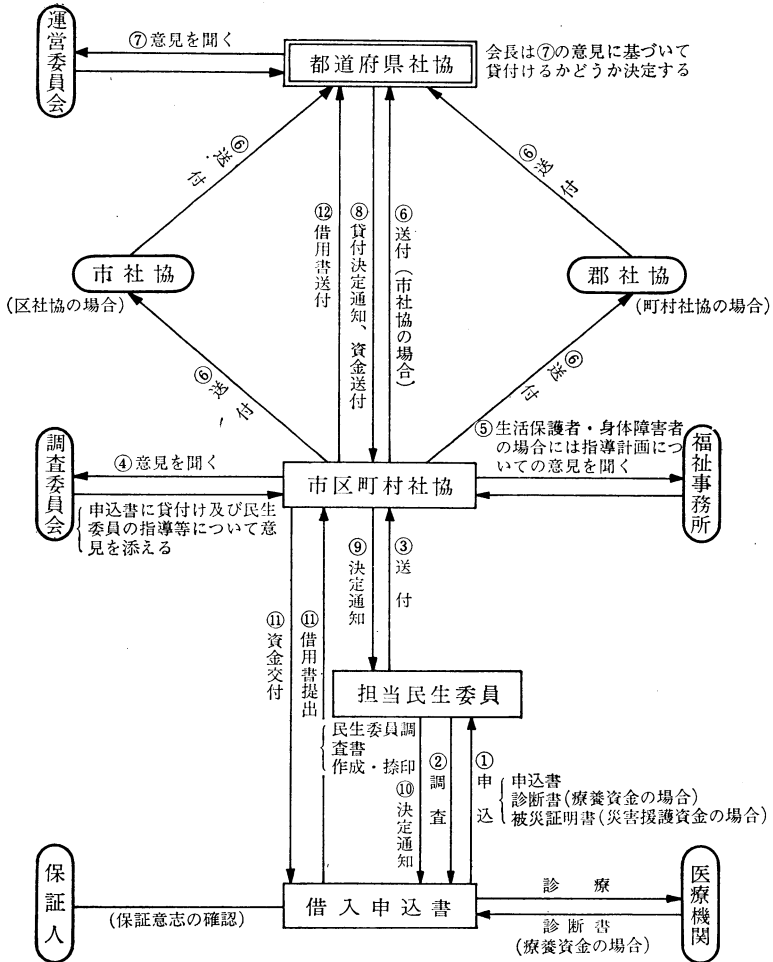 運営委員会
⑦意見を聞く
都道府県社協
会長は⑦の意見に基づいて
貸付けるかどうか決定する
⑥送付
⑥送付
⑫借用書送付
⑧貸付決定通知、資金送付
⑥送付(市社協の場合)
市社協
(区社協の場合)
郡社協
(町村社協の場合)
⑥送付
⑥送付
調査委員会
④意見を聞く
申込書に貸付け及び民生
委員の指導等について意
見を添える
市区町村社協
⑤生活保護者・身体障害者
の場合には指導計画につ
いての意見を聞く
福祉事務所
⑨決定通知
③送付
⑪資金交付
⑪借用書提出
担当民生委員
民生委員調
査書
作成・捺印
⑩決定通知
②調査
①申込
申込書
診断書(療養資金の場合)
被災証明書(災害援護資金の場合)
保証人
(保証意志の確認)
借入申込書
診療
診断書
(療養資金の場合)
医療機関